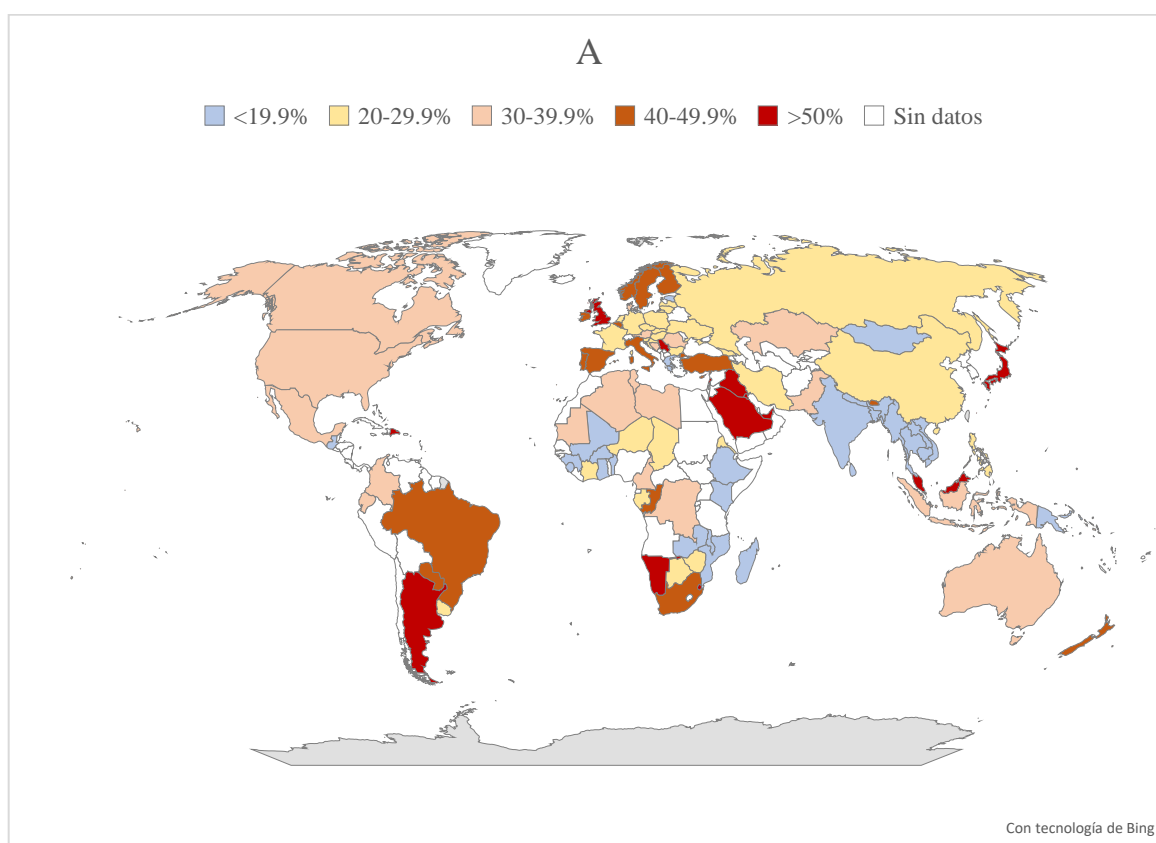 A
<19.9% 20-29.9% 30-39.9% 40-49.9% >50% Sin datos
Con tecnología de Bing